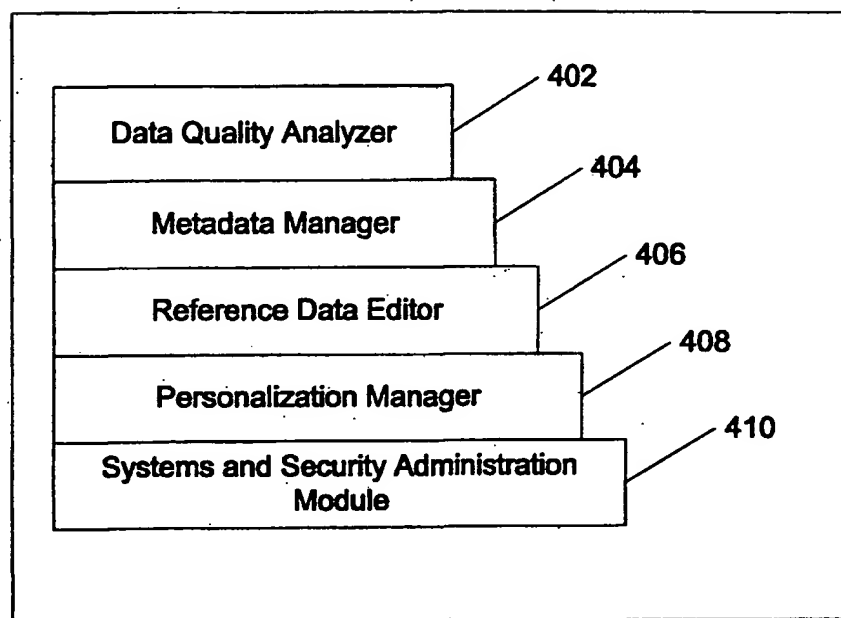 402
Data Quality Analyzer
404
Metadata Manager
406
Reference Data Editor
408
Personalization Manager
410
Systems and Security Administration
Module